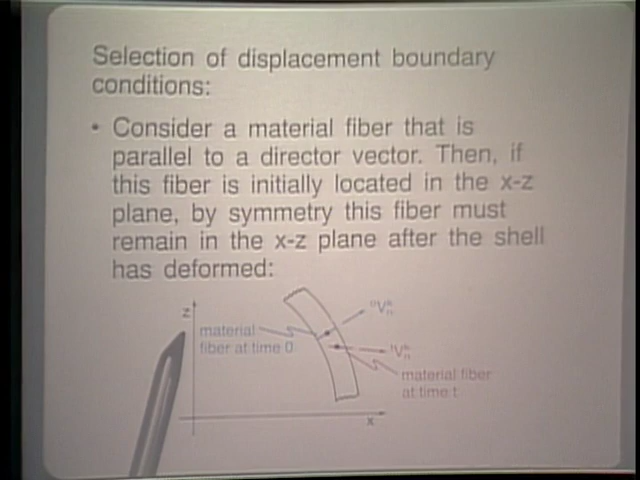 Selection of displacement boundary
conditions:
• Consider a material fiber that is
parallel to a director vector. Then, if
this fiber is initially located in the x-z
plane, by symmetry this fiber must
remain in the x-z plane after the shell
has deformed:
z
material
fiber at time 0
material fiber
at time t
x